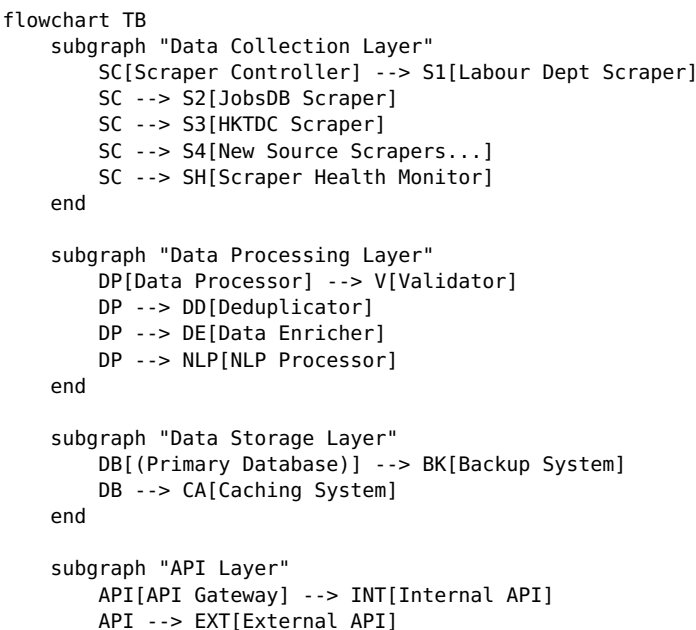 flowchart TB
    subgraph "Data Collection Layer"
        SC[Scraper Controller] --> S1[Labour Dept Scraper]
        SC --> S2[JobsDB Scraper]
        SC --> S3[HKTDC Scraper]
        SC --> S4[New Source Scrapers...]
        SC --> SH[Scraper Health Monitor]
    end

    subgraph "Data Processing Layer"
        DP[Data Processor] --> V[Validator]
        DP --> DD[Deduplicator]
        DP --> DE[Data Enricher]
        DP --> NLP[NLP Processor]
    end

    subgraph "Data Storage Layer"
        DB[(Primary Database)] --> BK[Backup System]
        DB --> CA[Caching System]
    end

    subgraph "API Layer"
        API[API Gateway] --> INT[Internal API]
        API --> EXT[External API]